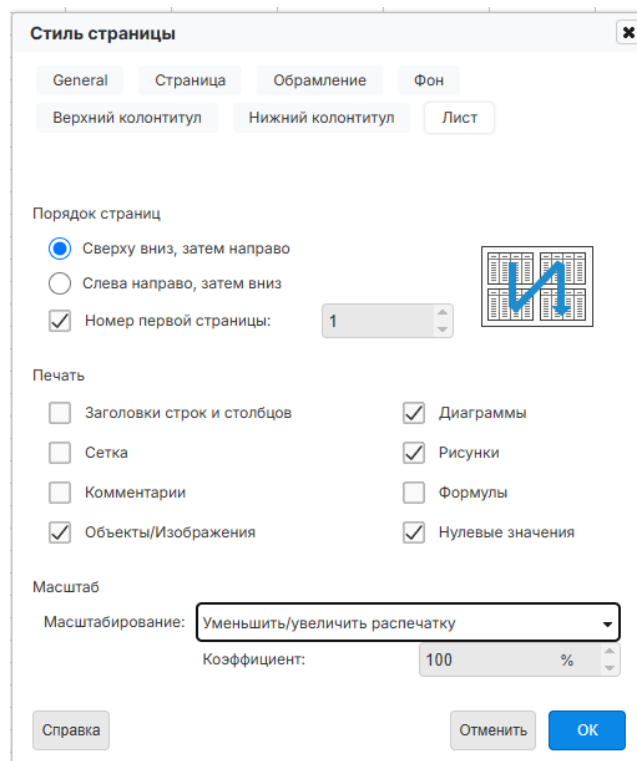 Стиль страницы
General Страница Обрамление Фон
Верхний колонтитул Нижний колонтитул Лист
Порядок страниц
Сверху вниз, затем направо
Слева направо, затем вниз
Номер первой страницы: 1
Печать
Заголовки строк и столбцов Диаграммы
Сетка Рисунки
Комментарии Формулы
Объекты/Изображения Нулевые значения
Масштаб
Масштабирование: Уменьшить/увеличить распечатку
Коэффициент: 100 %
Справка Отменить ОК